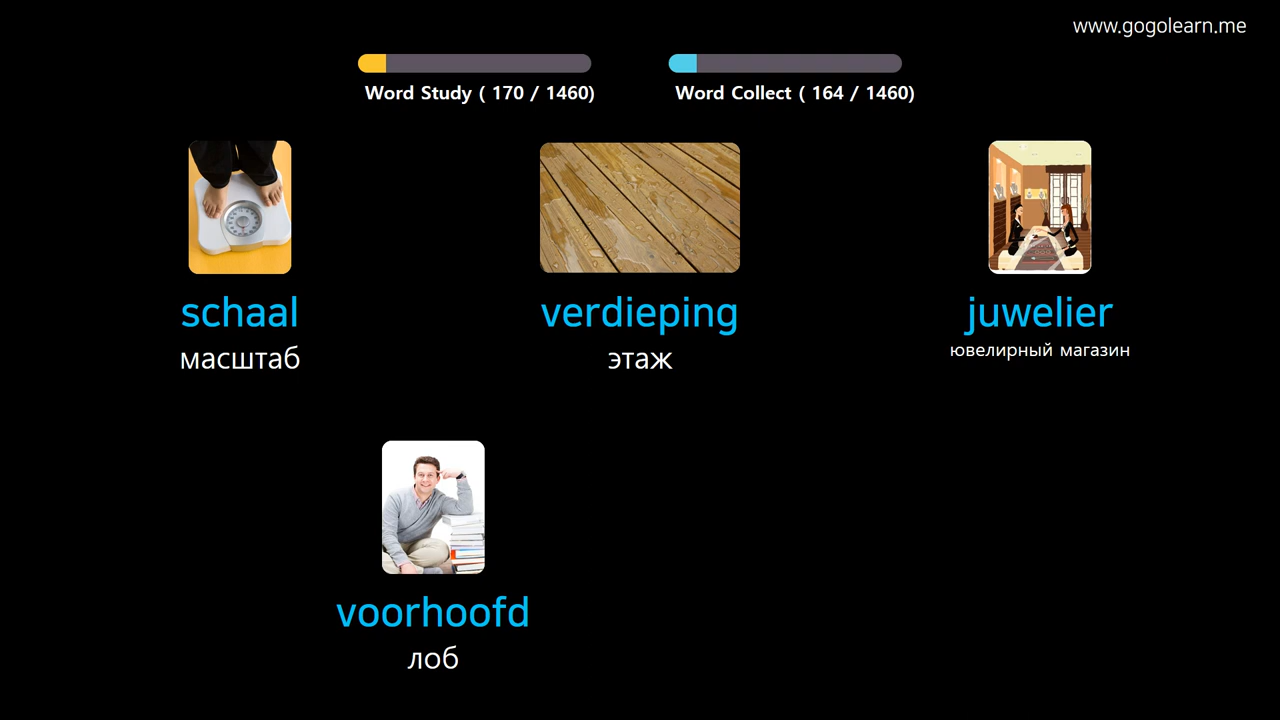 www.gogolearn.me
Word Study ( 170 / 1460)
Word Collect ( 164 / 1460)
schaal
масштаб
verdieping
этаж
juwelier
ювелирный магазин
voorhoofd
лоб